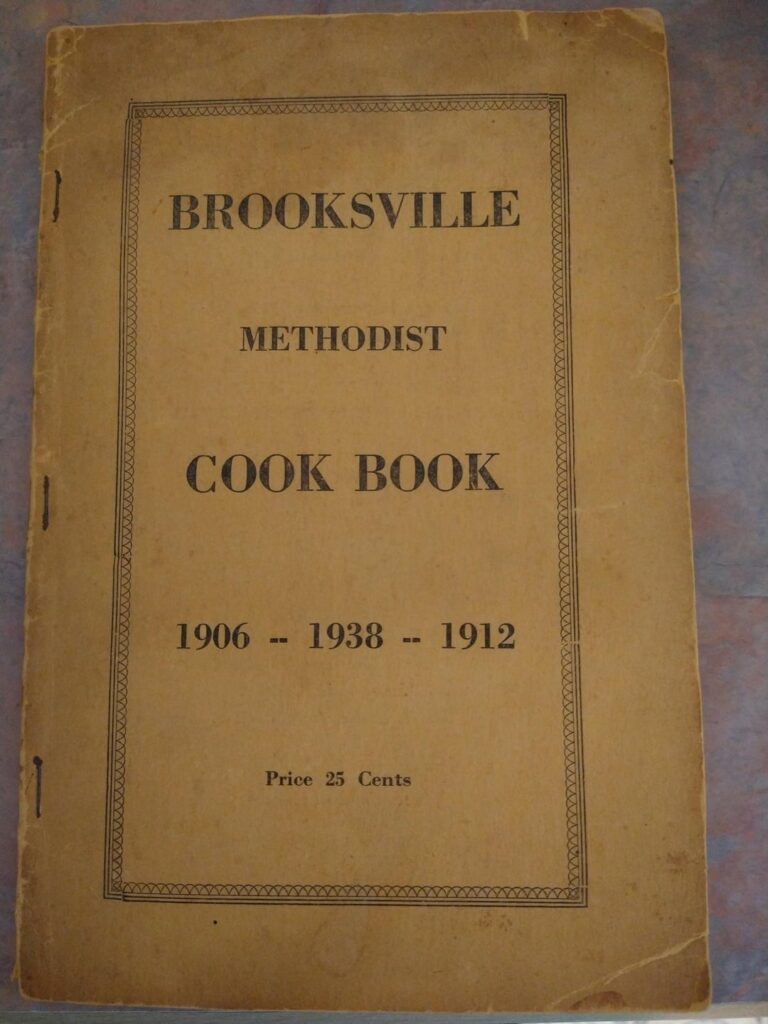 BROOKSVILLE
METHODIST
COOK BOOK
1906 -- 1938 -- 1912
Price 25 Cents